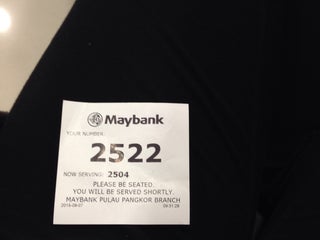 Maybank
YOUR NUMBER
2522
NOW SERVING: 2504
PLEASE BE SEATED.
YOU WILL BE SERVED SHORTLY.
MAYBANK PULAU PANGKOR BRANCH